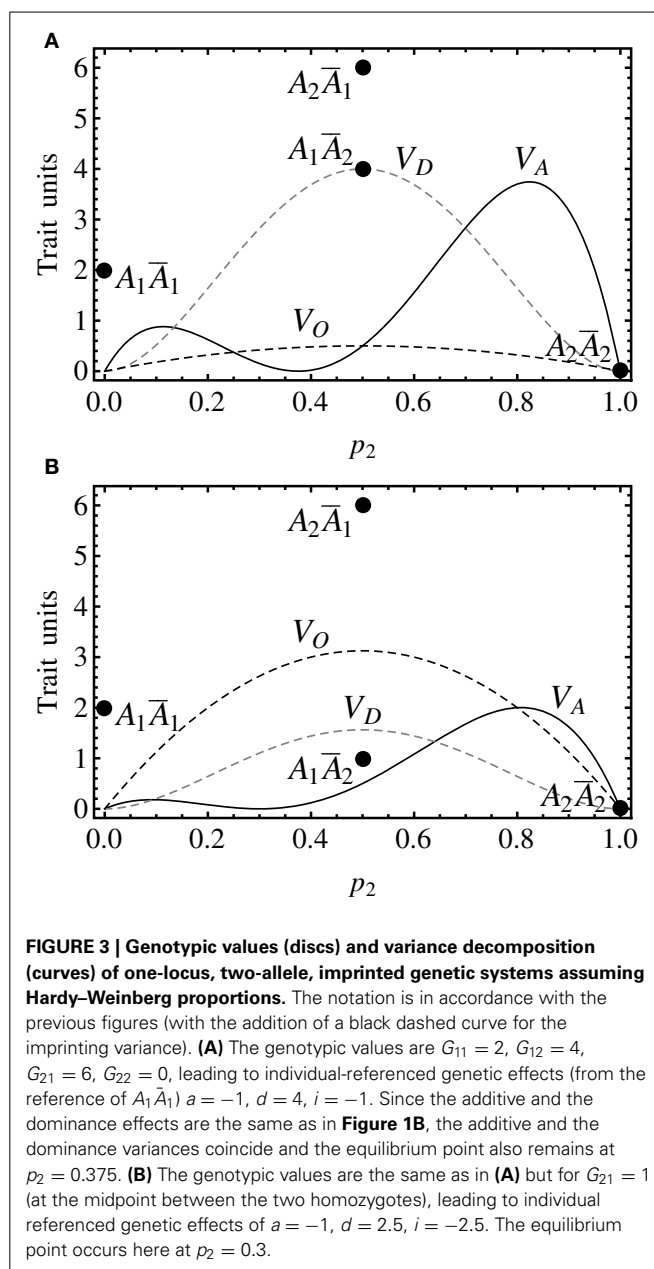 A
6
5
4
3
2
1
0
Trait units
A₂Ā₁
A₁Ā₂
V_D
V_A
A₁Ā₁
V_O
A₂Ā₂
0.0 0.2 0.4 0.6 0.8 1.0
p₂
B
6
5
4
3
2
1
0
Trait units
A₂Ā₁
V_O
A₁Ā₁
V_D
V_A
A₁Ā₂
A₂Ā₂
0.0 0.2 0.4 0.6 0.8 1.0
p₂
FIGURE 3 | Genotypic values (discs) and variance decomposition
(curves) of one-locus, two-allele, imprinted genetic systems assuming
Hardy–Weinberg proportions. The notation is in accordance with the
previous figures (with the addition of a black dashed curve for the
imprinting variance). (A) The genotypic values are G₁₁ = 2, G₁₂ = 4,
G₂₁ = 6, G₂₂ = 0, leading to individual-referenced genetic effects (from the
reference of A₁Ā₁) a = −1, d = 4, i = −1. Since the additive and the
dominance effects are the same as in Figure 1B, the additive and the
dominance variances coincide and the equilibrium point also remains at
p₂ = 0.375. (B) The genotypic values are the same as in (A) but for G₂₁ = 1
(at the midpoint between the two homozygotes), leading to individual
referenced genetic effects of a = −1, d = 2.5, i = −2.5. The equilibrium
point occurs here at p₂ = 0.3.